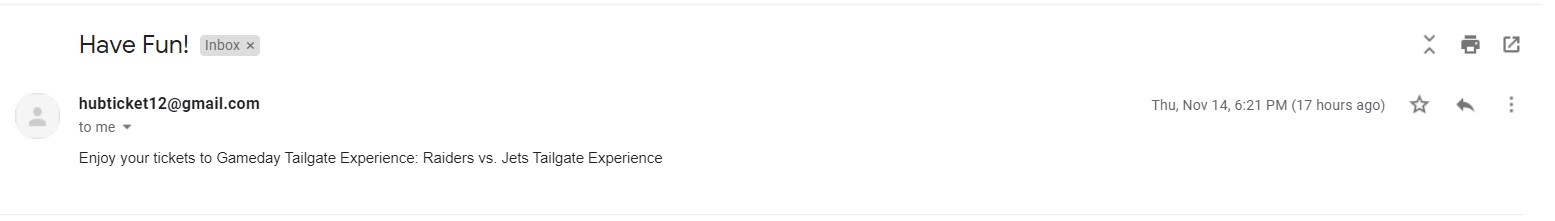 Have Fun! Inbox ×
hubticket12@gmail.com Thu, Nov 14, 6:21 PM (17 hours ago)
to me
Enjoy your tickets to Gameday Tailgate Experience: Raiders vs. Jets Tailgate Experience